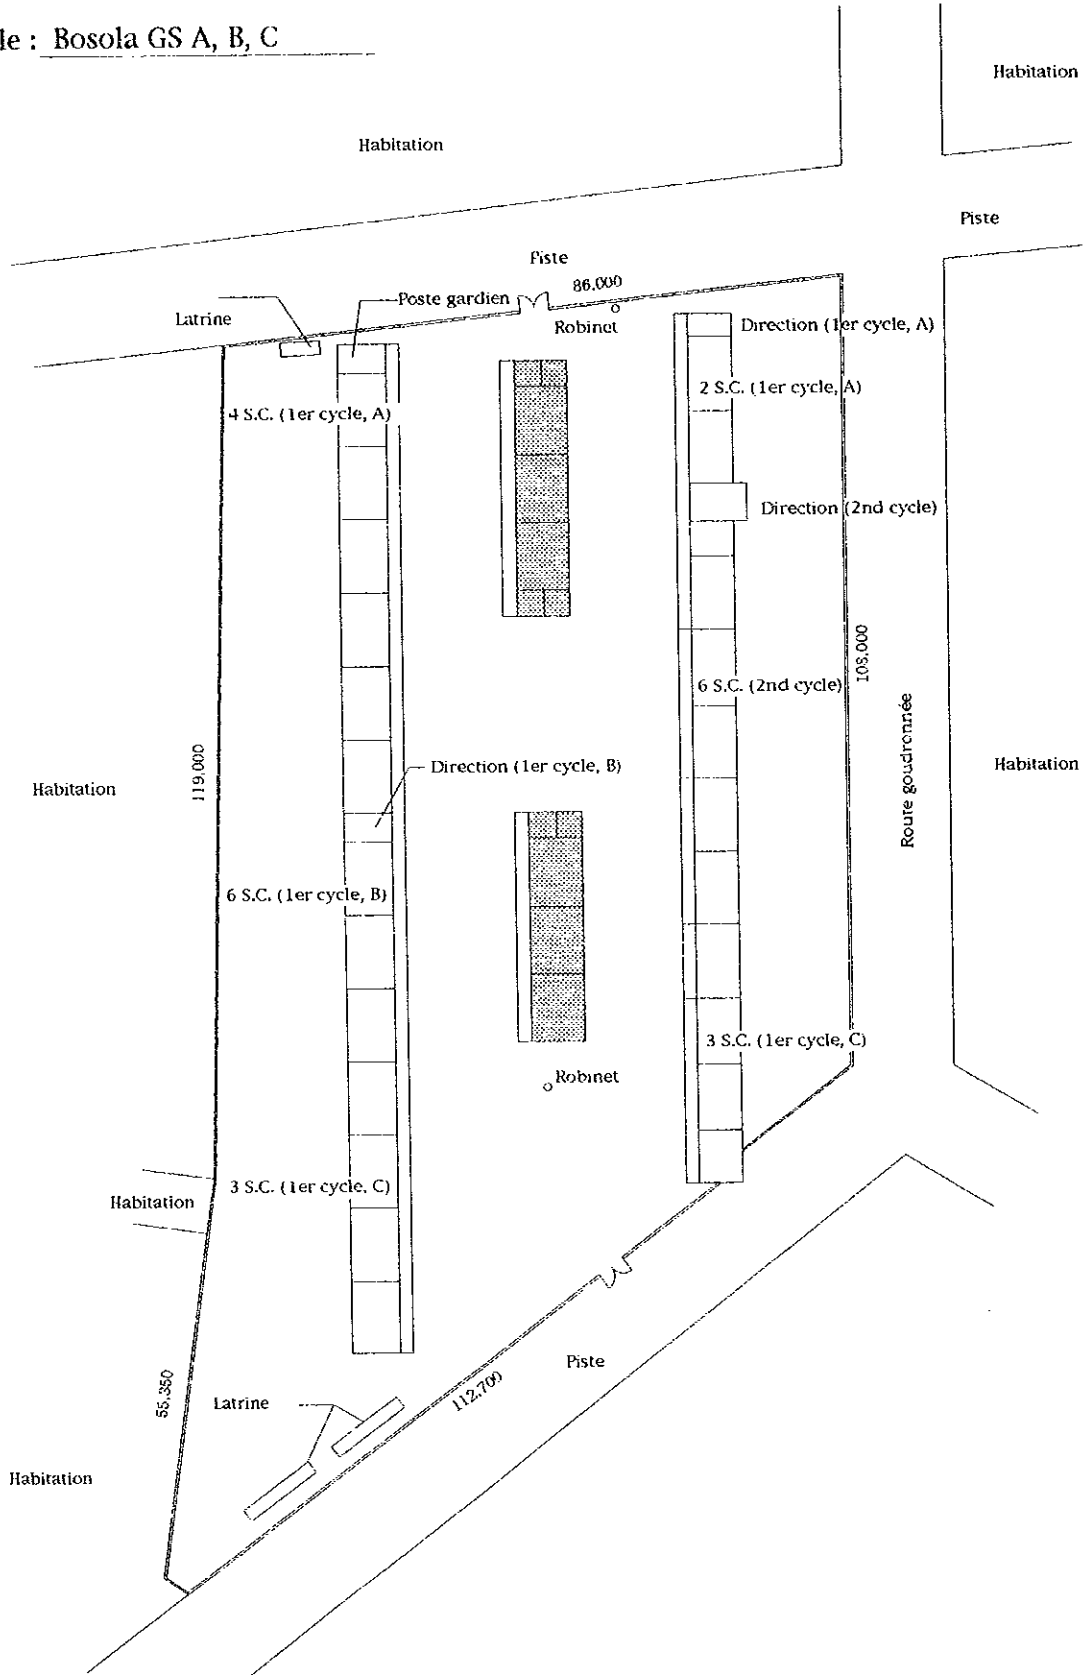 le : Bosola GS A, B, C
Habitation
Habitation
Piste
Piste
86,000
Latrine
Poste gardien
Robinet
Direction (1er cycle, A)
2 S.C. (1er cycle, A)
4 S.C. (1er cycle, A)
Direction (2nd cycle)
108,000
6 S.C. (2nd cycle)
Route goudronnée
119,000
Direction (1er cycle, B)
Habitation
Habitation
6 S.C. (1er cycle, B)
3 S.C. (1er cycle, C)
Robinet
3 S.C. (1er cycle, C)
Habitation
Piste
112,700
55,350
Latrine
Habitation